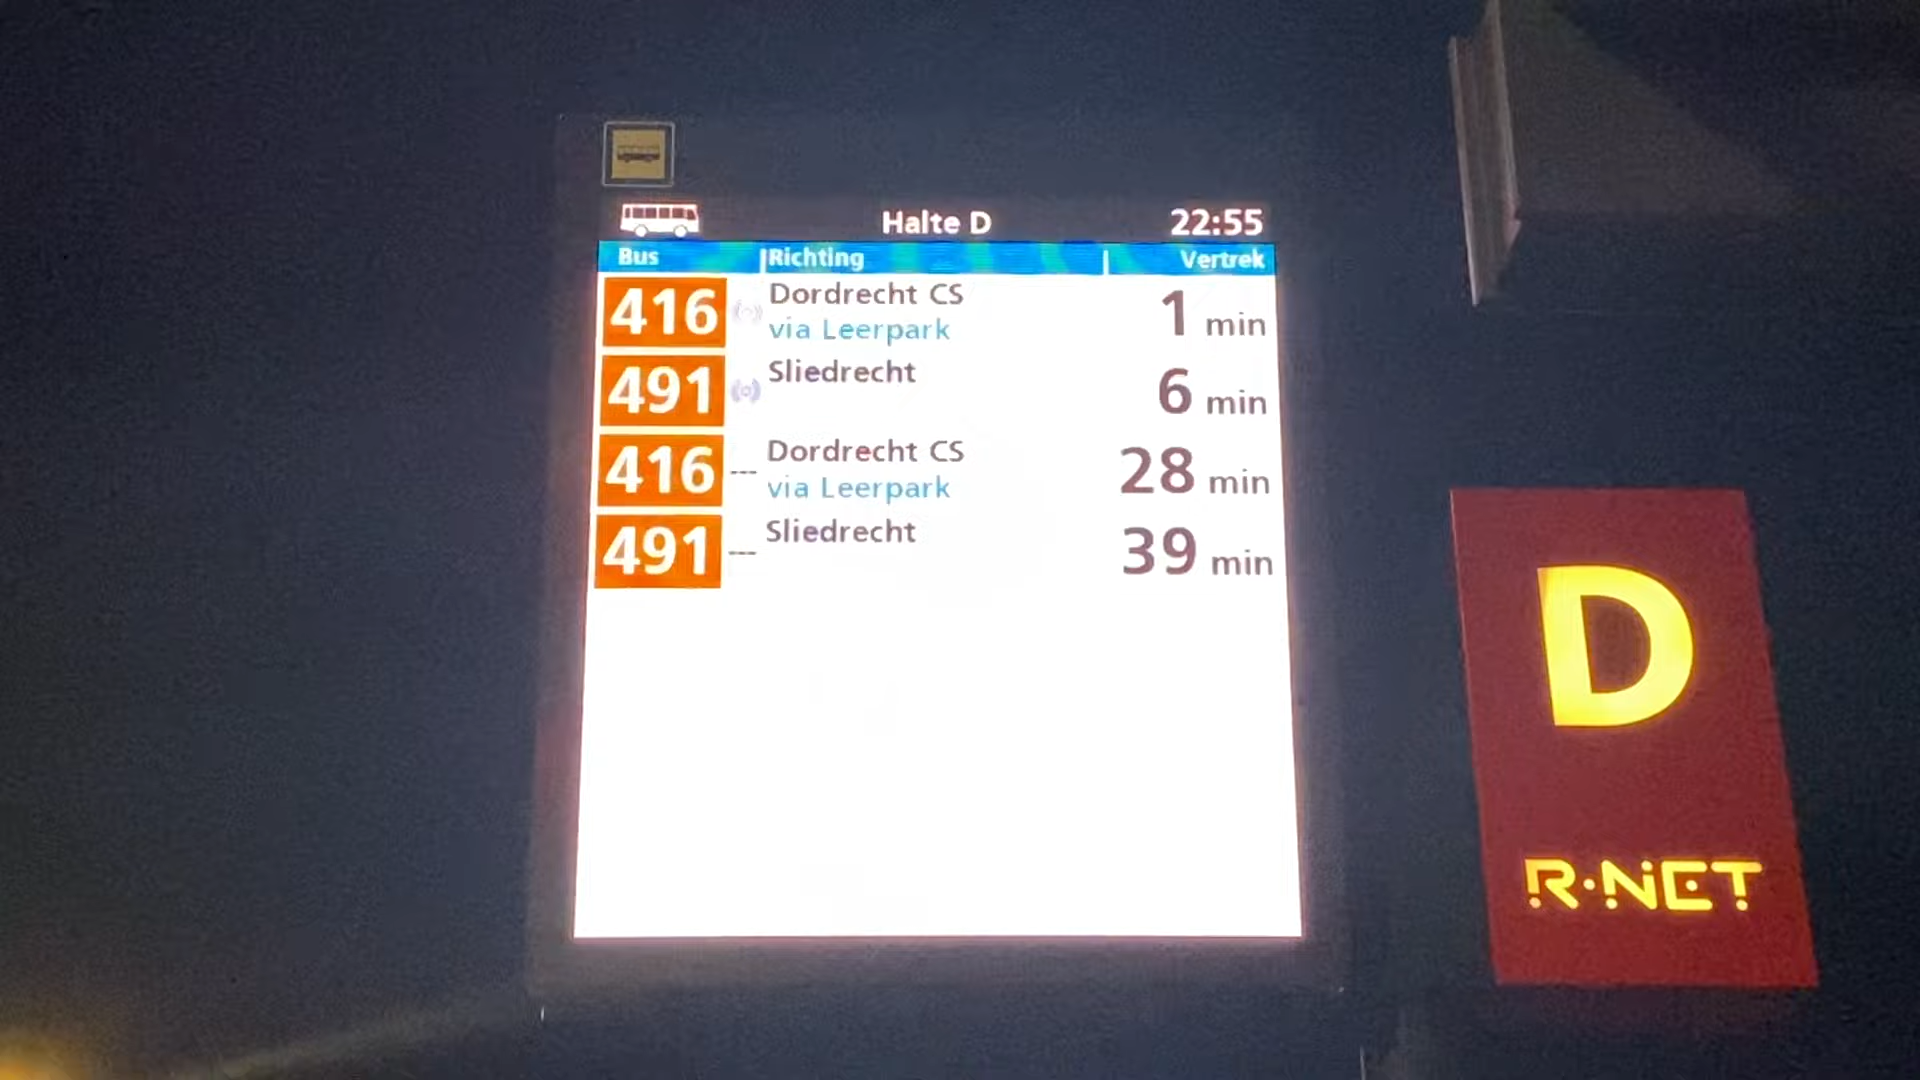 Halte D 22:55
Bus Richting Vertrek
416 Dordrecht CS 1 min
via Leerpark
491 Sliedrecht 6 min
416 --- Dordrecht CS 28 min
via Leerpark
491 --- Sliedrecht 39 min
D
R·NET